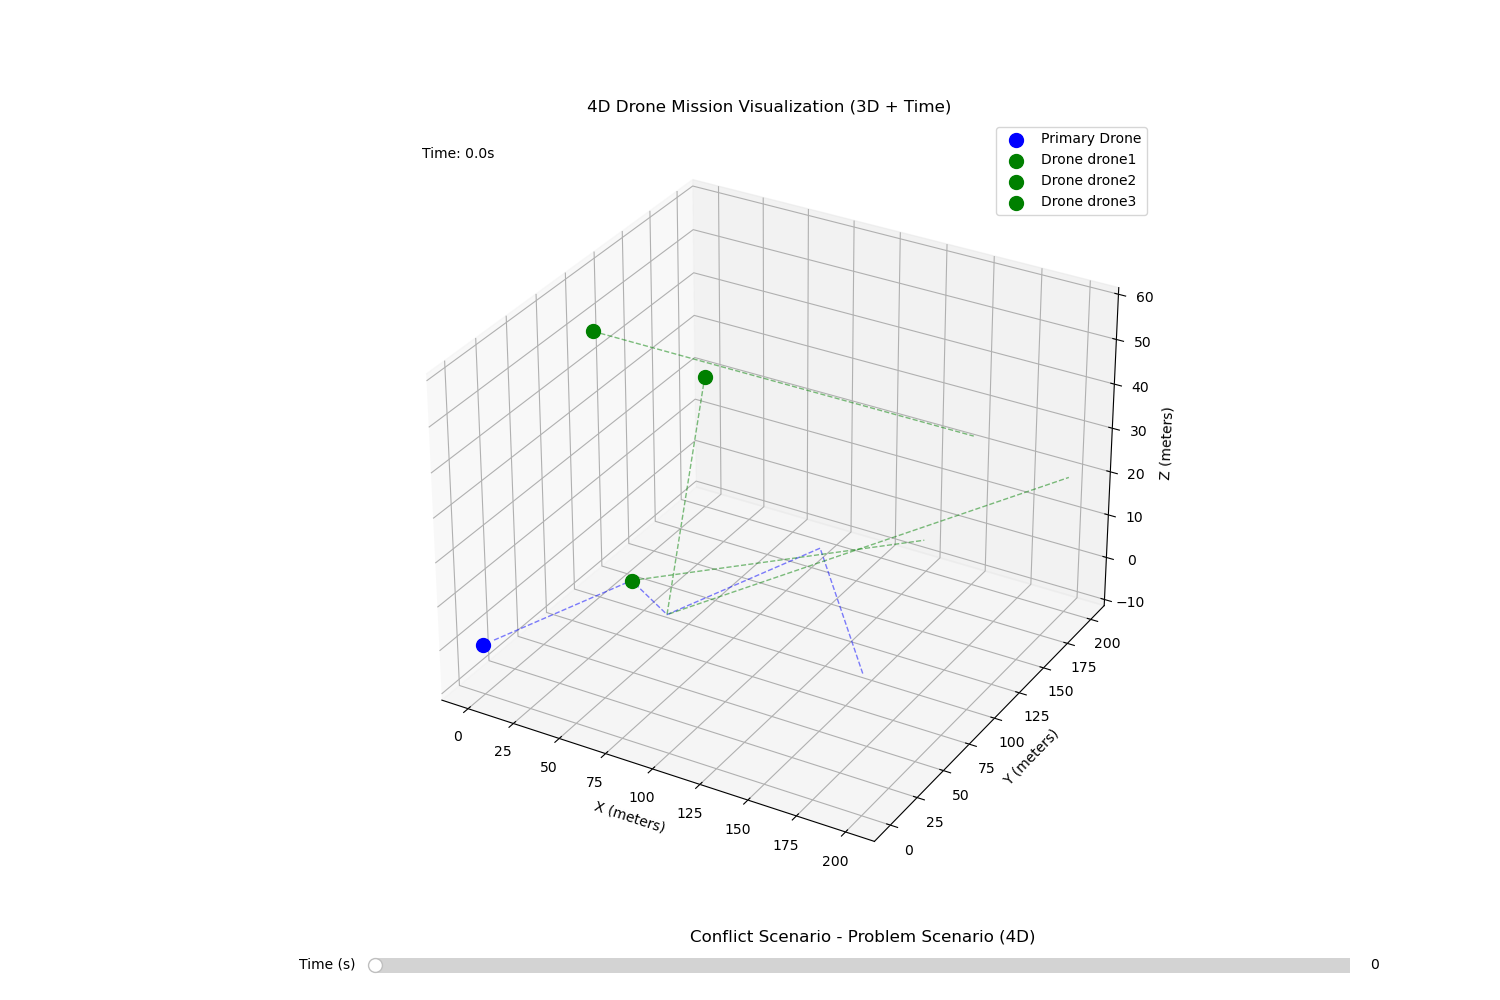 4D Drone Mission Visualization (3D + Time)
Time: 0.0s
Primary Drone
Drone drone1
Drone drone2
Drone drone3
60
50
40
30
20
10
0
−10
Z (meters)
200
175
150
125
100
75
50
25
0
Y (meters)
0
25
50
75
100
125
150
175
200
X (meters)
Conflict Scenario - Problem Scenario (4D)
Time (s)
0